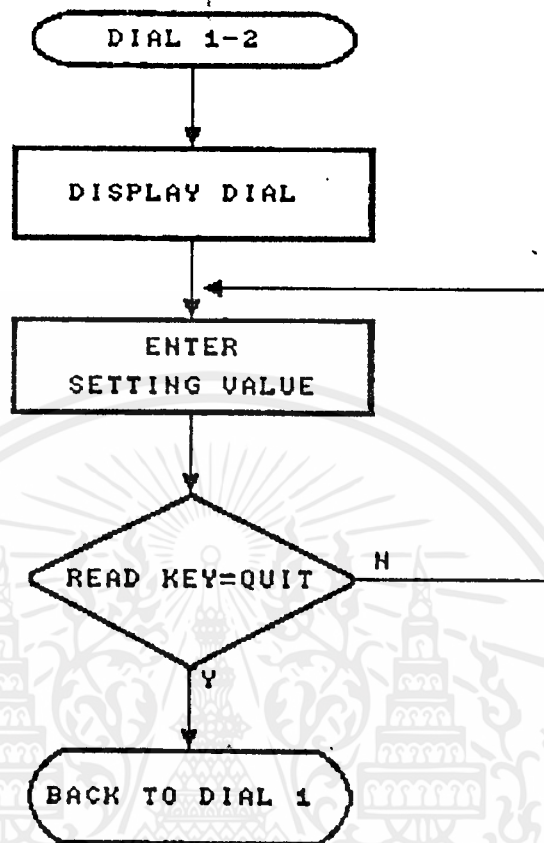 DIAL 1-2
DISPLAY DIAL
ENTER
SETTING VALUE
READ KEY=QUIT
N
Y
BACK TO DIAL 1